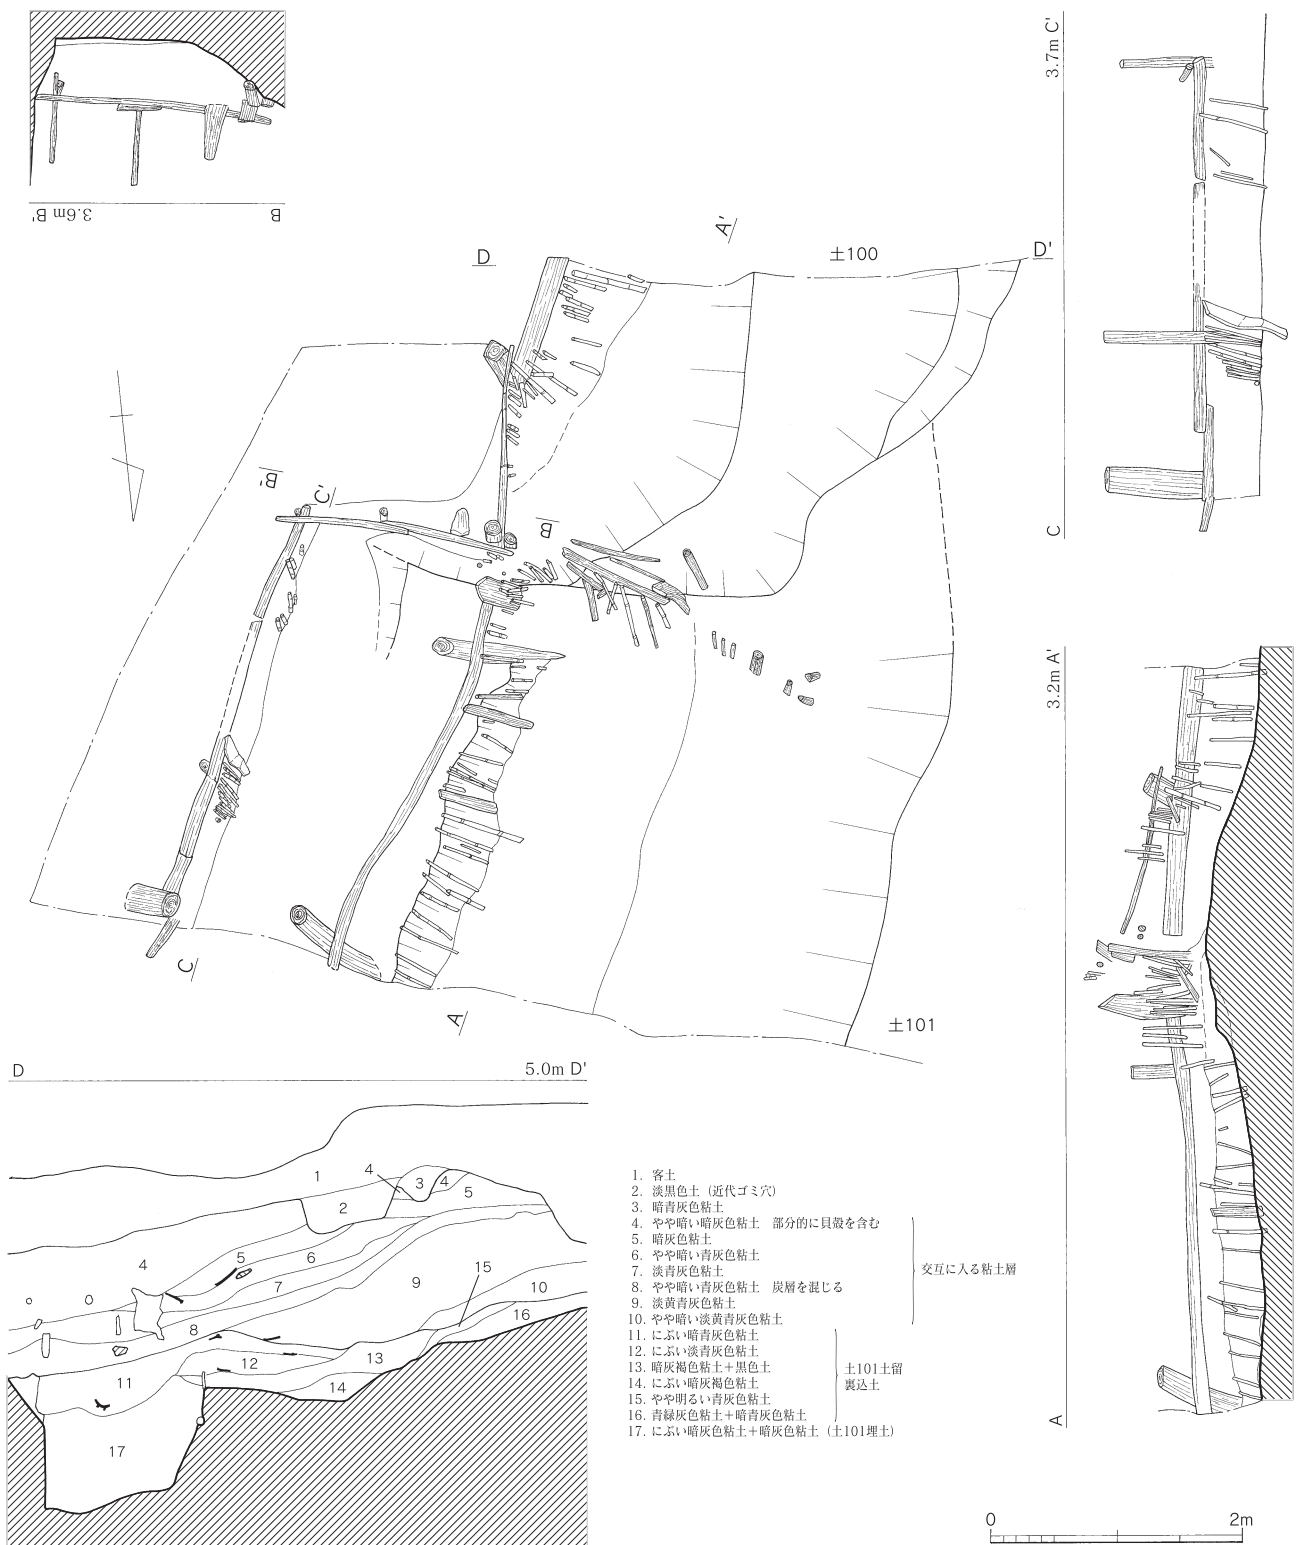 3.6m B'
B
3.7m C'
C
D
A'
土100
D'
B'
C'
B
C
A
土101
3.2m A'
A
D
5.0m D'
1
4
3
4
5
2
4
5
6
7
9
15
10
16
8
12
13
11
14
17
1. 客土
2. 淡黒色土（近代ゴミ穴）
3. 暗青灰色粘土
4. やや暗い暗灰色粘土　部分的に貝殻を含む
5. 暗灰色粘土
6. やや暗い青灰色粘土
7. 淡青灰色粘土
8. やや暗い青灰色粘土　炭層を混じる
9. 淡黄青灰色粘土
10. やや暗い淡黄青灰色粘土
交互に入る粘土層
11. にぶい暗青灰色粘土
12. にぶい淡青灰色粘土
13. 暗灰褐色粘土＋黒色土
14. にぶい暗灰褐色粘土
15. やや明るい青灰色粘土
16. 青緑灰色粘土＋暗青灰色粘土
土101土留
裏込土
17. にぶい暗灰色粘土＋暗灰色粘土（土101埋土）
0
2m